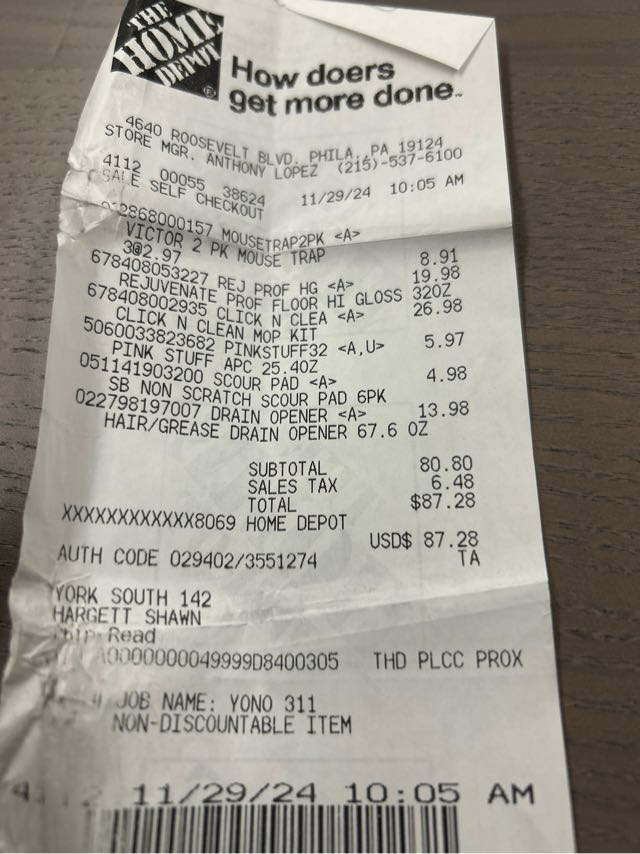 THE
HOME
DEPOT
How doers
get more done.
4640 ROOSEVELT BLVD. PHILA.,PA 19124
STORE MGR. ANTHONY LOPEZ (215)-537-6100
4112 00055 38624 11/29/24 10:05 AM
SALE SELF CHECKOUT
2868000157 MOUSETRAP2PK <A>
VICTOR 2 PK MOUSE TRAP
3@2.97 8.91
678408053227 REJ PROF HG <A> 19.98
REJUVENATE PROF FLOOR HI GLOSS 32OZ
678408002935 CLICK N CLEA <A> 26.98
CLICK N CLEAN MOP KIT
5060033823682 PINKSTUFF32 <A,U> 5.97
PINK STUFF APC 25.4OZ
051141903200 SCOUR PAD <A> 4.98
SB NON SCRATCH SCOUR PAD 6PK
022798197007 DRAIN OPENER <A> 13.98
HAIR/GREASE DRAIN OPENER 67.6 OZ
SUBTOTAL 80.80
SALES TAX 6.48
TOTAL $87.28
XXXXXXXXXXXX8069 HOME DEPOT
USD$ 87.28
AUTH CODE 029402/3551274 TA
YORK SOUTH 142
HARGETT SHAWN
Chip Read
A0000000049999D8400305 THD PLCC PROX
JOB NAME: YONO 311
NON-DISCOUNTABLE ITEM
11/29/24 10:05 AM